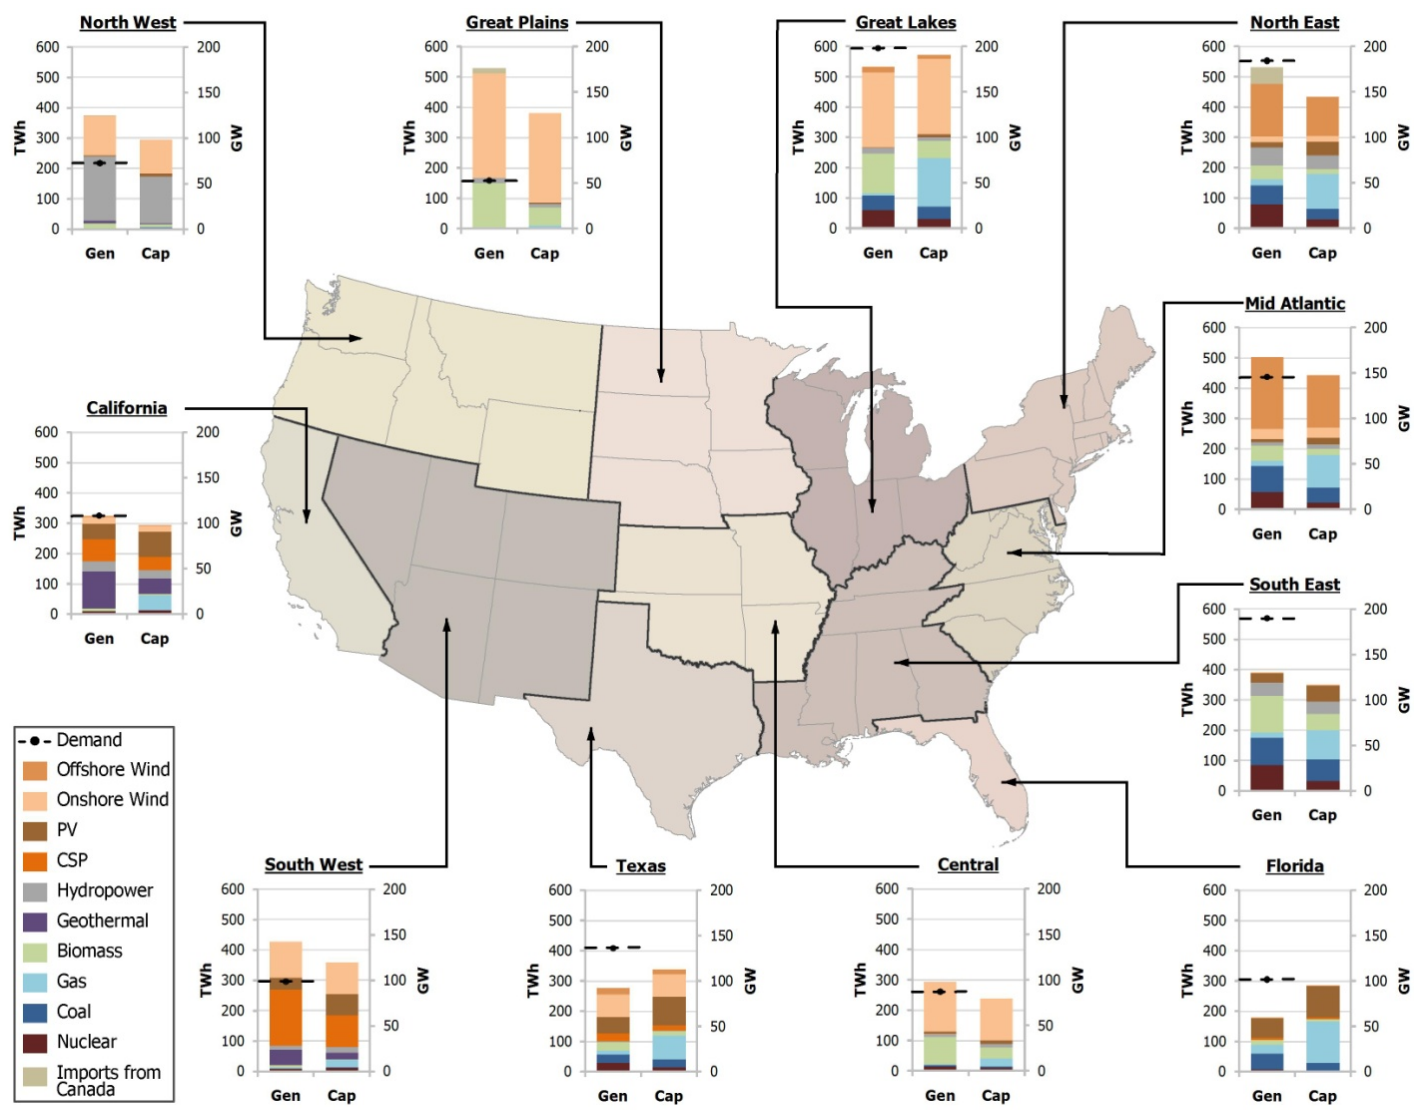 North West
Great Plains
Great Lakes
North East
600 500 400 300 200 100 0
TWh
200 150 100 50 0
GW
Gen Cap
600 500 400 300 200 100 0
TWh
200 150 100 50 0
GW
Gen Cap
600 500 400 300 200 100 0
TWh
200 150 100 50 0
GW
Gen Cap
600 500 400 300 200 100 0
TWh
200 150 100 50 0
GW
Gen Cap
Mid Atlantic
600 500 400 300 200 100 0
TWh
200 150 100 50 0
GW
Gen Cap
California
600 500 400 300 200 100 0
TWh
200 150 100 50 0
GW
Gen Cap
South East
600 500 400 300 200 100 0
TWh
200 150 100 50 0
GW
Gen Cap
Demand
Offshore Wind
Onshore Wind
PV
CSP
Hydropower
Geothermal
Biomass
Gas
Coal
Nuclear
Imports from
Canada
South West
600 500 400 300 200 100 0
TWh
200 150 100 50 0
GW
Gen Cap
Texas
600 500 400 300 200 100 0
TWh
200 150 100 50 0
GW
Gen Cap
Central
600 500 400 300 200 100 0
TWh
200 150 100 50 0
GW
Gen Cap
Florida
600 500 400 300 200 100 0
TWh
200 150 100 50 0
GW
Gen Cap